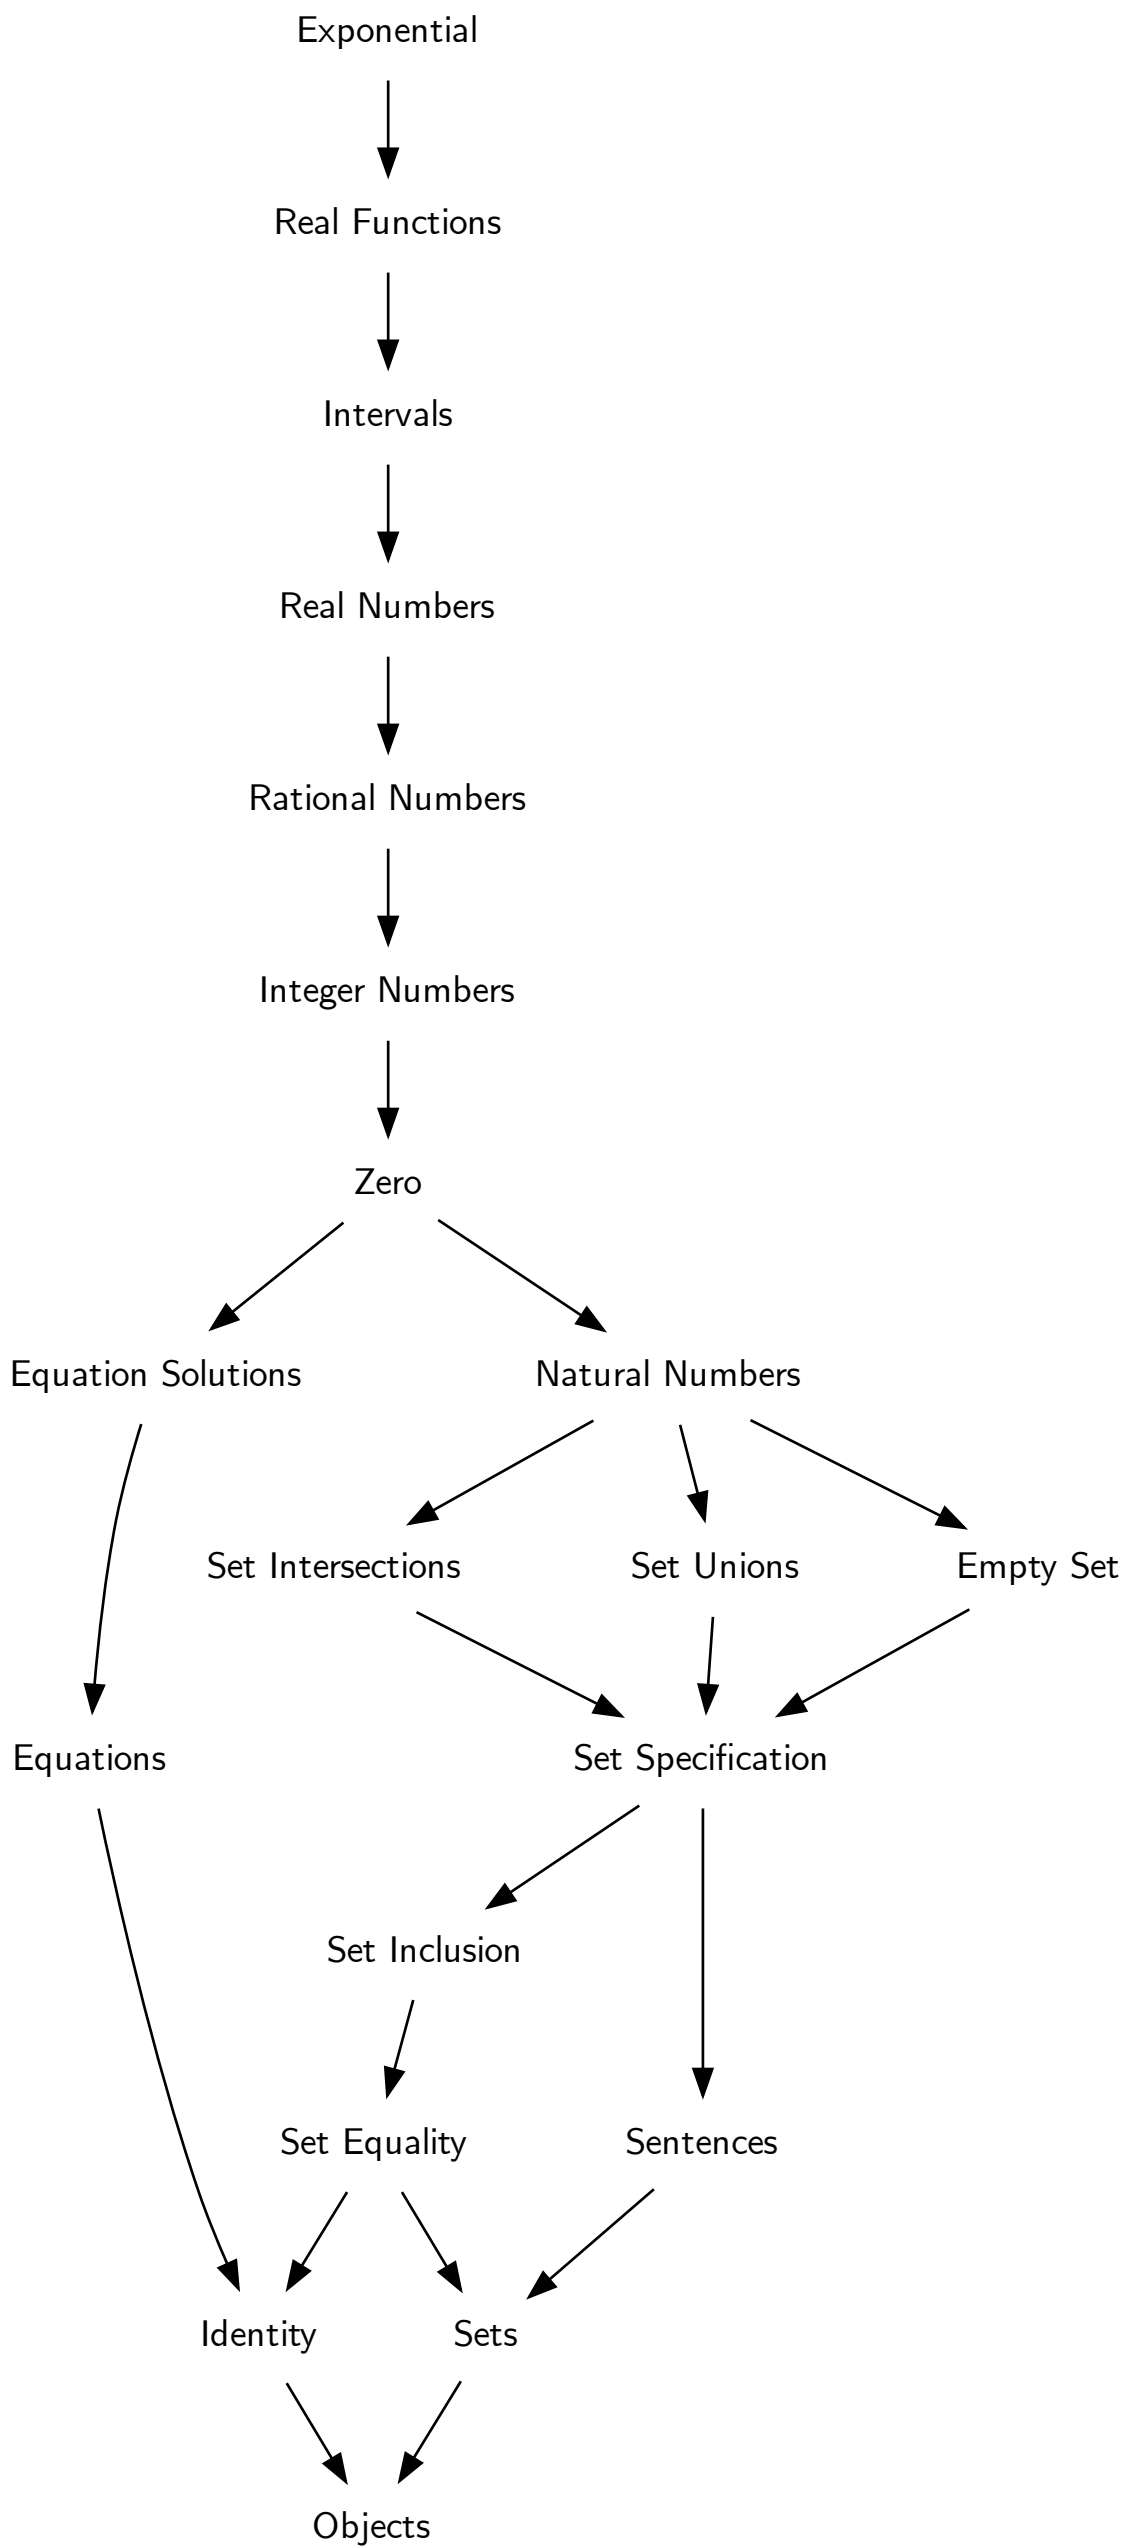 Exponential
Real Functions
Intervals
Real Numbers
Rational Numbers
Integer Numbers
Zero
Equation Solutions
Natural Numbers
Set Intersections
Set Unions
Empty Set
Equations
Set Specification
Set Inclusion
Set Equality
Sentences
Identity
Sets
Objects